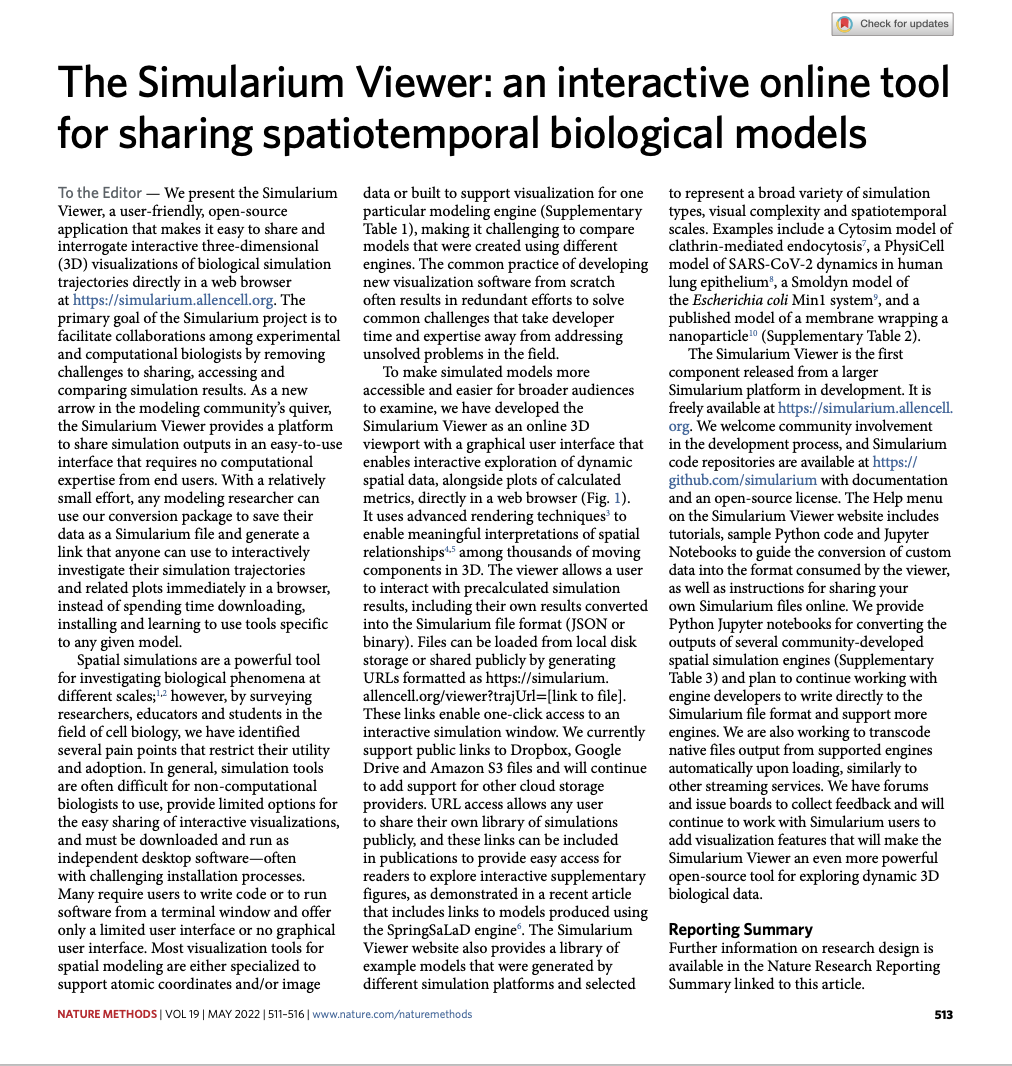 Check for updates
The Simularium Viewer: an interactive online tool
for sharing spatiotemporal biological models
To the Editor — We present the Simularium
Viewer, a user-friendly, open-source
application that makes it easy to share and
interrogate interactive three-dimensional
(3D) visualizations of biological simulation
trajectories directly in a web browser
at https://simularium.allencell.org. The
primary goal of the Simularium project is to
facilitate collaborations among experimental
and computational biologists by removing
challenges to sharing, accessing and
comparing simulation results. As a new
arrow in the modeling community's quiver,
the Simularium Viewer provides a platform
to share simulation outputs in an easy-to-use
interface that requires no computational
expertise from end users. With a relatively
small effort, any modeling researcher can
use our conversion package to save their
data as a Simularium file and generate a
link that anyone can use to interactively
investigate their simulation trajectories
and related plots immediately in a browser,
instead of spending time downloading,
installing and learning to use tools specific
to any given model.
Spatial simulations are a powerful tool
for investigating biological phenomena at
different scales;1,2 however, by surveying
researchers, educators and students in the
field of cell biology, we have identified
several pain points that restrict their utility
and adoption. In general, simulation tools
are often difficult for non-computational
biologists to use, provide limited options for
the easy sharing of interactive visualizations,
and must be downloaded and run as
independent desktop software—often
with challenging installation processes.
Many require users to write code or to run
software from a terminal window and offer
only a limited user interface or no graphical
user interface. Most visualization tools for
spatial modeling are either specialized to
support atomic coordinates and/or image
data or built to support visualization for one
particular modeling engine (Supplementary
Table 1), making it challenging to compare
models that were created using different
engines. The common practice of developing
new visualization software from scratch
often results in redundant efforts to solve
common challenges that take developer
time and expertise away from addressing
unsolved problems in the field.
To make simulated models more
accessible and easier for broader audiences
to examine, we have developed the
Simularium Viewer as an online 3D
viewport with a graphical user interface that
enables interactive exploration of dynamic
spatial data, alongside plots of calculated
metrics, directly in a web browser (Fig. 1).
It uses advanced rendering techniques3 to
enable meaningful interpretations of spatial
relationships4,5 among thousands of moving
components in 3D. The viewer allows a user
to interact with precalculated simulation
results, including their own results converted
into the Simularium file format (JSON or
binary). Files can be loaded from local disk
storage or shared publicly by generating
URLs formatted as https://simularium.
allencell.org/viewer?trajUrl=[link to file].
These links enable one-click access to an
interactive simulation window. We currently
support public links to Dropbox, Google
Drive and Amazon S3 files and will continue
to add support for other cloud storage
providers. URL access allows any user
to share their own library of simulations
publicly, and these links can be included
in publications to provide easy access for
readers to explore interactive supplementary
figures, as demonstrated in a recent article
that includes links to models produced using
the SpringSaLaD engine6. The Simularium
Viewer website also provides a library of
example models that were generated by
different simulation platforms and selected
to represent a broad variety of simulation
types, visual complexity and spatiotemporal
scales. Examples include a Cytosim model of
clathrin-mediated endocytosis7, a PhysiCell
model of SARS-CoV-2 dynamics in human
lung epithelium8, a Smoldyn model of
the Escherichia coli Min1 system9, and a
published model of a membrane wrapping a
nanoparticle10 (Supplementary Table 2).
The Simularium Viewer is the first
component released from a larger
Simularium platform in development. It is
freely available at https://simularium.allencell.
org. We welcome community involvement
in the development process, and Simularium
code repositories are available at https://
github.com/simularium with documentation
and an open-source license. The Help menu
on the Simularium Viewer website includes
tutorials, sample Python code and Jupyter
Notebooks to guide the conversion of custom
data into the format consumed by the viewer,
as well as instructions for sharing your
own Simularium files online. We provide
Python Jupyter notebooks for converting the
outputs of several community-developed
spatial simulation engines (Supplementary
Table 3) and plan to continue working with
engine developers to write directly to the
Simularium file format and support more
engines. We are also working to transcode
native files output from supported engines
automatically upon loading, similarly to
other streaming services. We have forums
and issue boards to collect feedback and will
continue to work with Simularium users to
add visualization features that will make the
Simularium Viewer an even more powerful
open-source tool for exploring dynamic 3D
biological data.
Reporting Summary
Further information on research design is
available in the Nature Research Reporting
Summary linked to this article.
NATURE METHODS | VOL 19 | MAY 2022 | 511–516 | www.nature.com/naturemethods
513